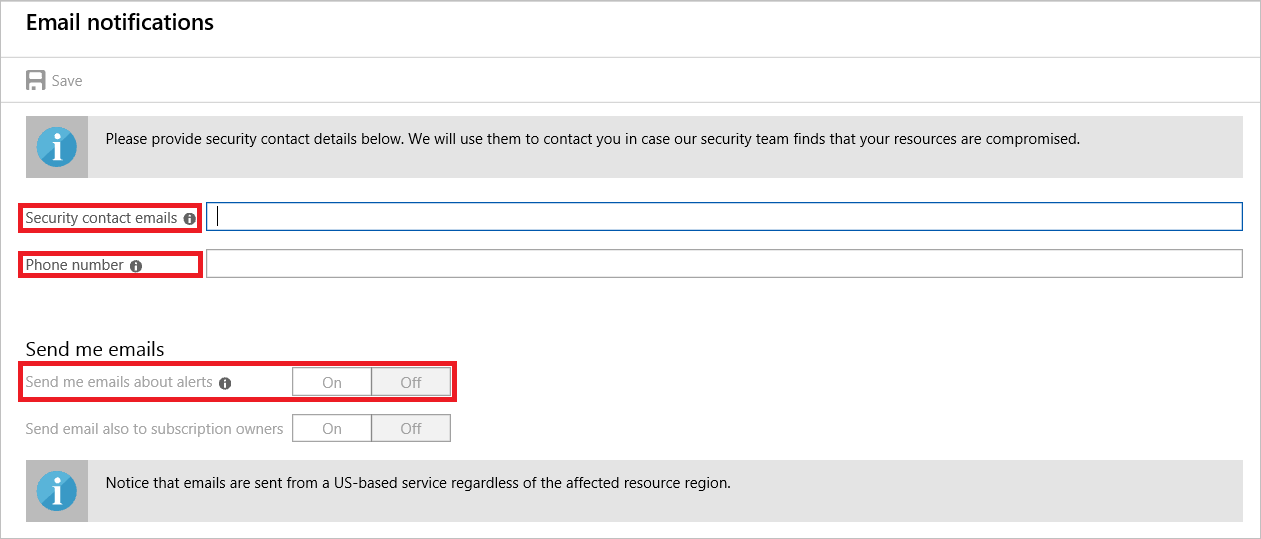 Email notifications
Save
Please provide security contact details below. We will use them to contact you in case our security team finds that your resources are compromised.
Security contact emails
Phone number
Send me emails
Send me emails about alerts On Off
Send email also to subscription owners On Off
Notice that emails are sent from a US-based service regardless of the affected resource region.